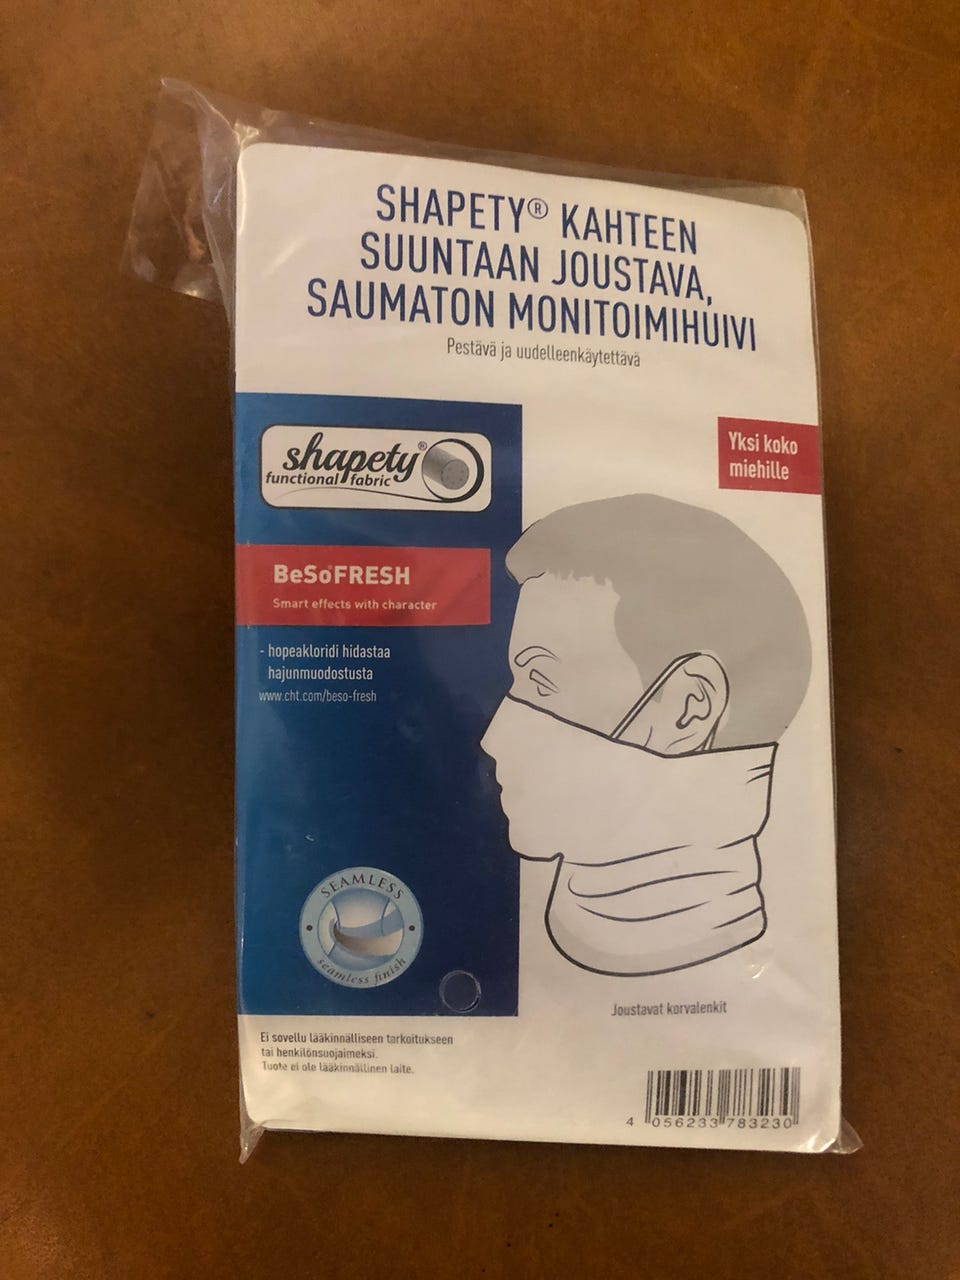 SHAPETY® KAHTEEN
SUUNTAAN JOUSTAVA,
SAUMATON MONITOIMIHUIVI
Pestävä ja uudelleenkäytettävä
shapety®
functional fabric
Yksi koko
miehille
BeSoFRESH
Smart effects with character
- hopeakloridi hidastaa
hajunmuodostusta
www.cht.com/beso-fresh
SEAMLESS
seamless finish
Joustavat korvalenkit
Ei sovellu lääkinnälliseen tarkoitukseen
tai henkilönsuojaimeksi.
Tuote ei ole lääkinnällinen laite.
4 056233 783230